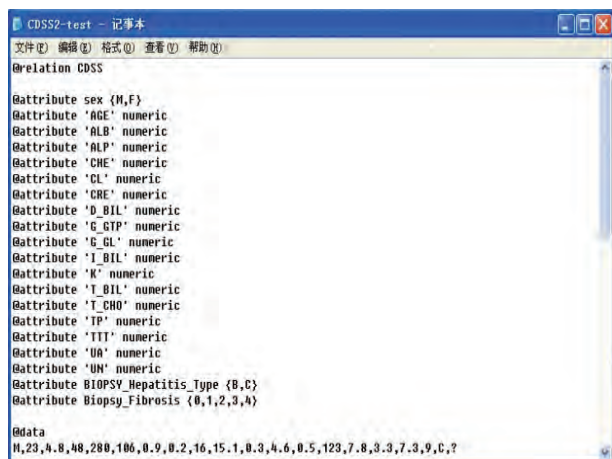 CDSS2-test - 记事本
文件(F) 编辑(E) 格式(O) 查看(V) 帮助(H)
@relation CDSS
@attribute sex {M,F}
@attribute 'AGE' numeric
@attribute 'ALB' numeric
@attribute 'ALP' numeric
@attribute 'CHE' numeric
@attribute 'CL' numeric
@attribute 'CRE' numeric
@attribute 'D_BIL' numeric
@attribute 'G_GTP' numeric
@attribute 'G_GL' numeric
@attribute 'I_BIL' numeric
@attribute 'K' numeric
@attribute 'T_BIL' numeric
@attribute 'T_CHO' numeric
@attribute 'TP' numeric
@attribute 'TTT' numeric
@attribute 'UA' numeric
@attribute 'UN' numeric
@attribute BIOPSY_Hepatitis_Type {B,C}
@attribute Biopsy_Fibrosis {0,1,2,3,4}
@data
M,23,4.8,48,280,106,0.9,0.2,16,15.1,0.3,4.6,0.5,123,7.8,3.3,7.3,9,C,?